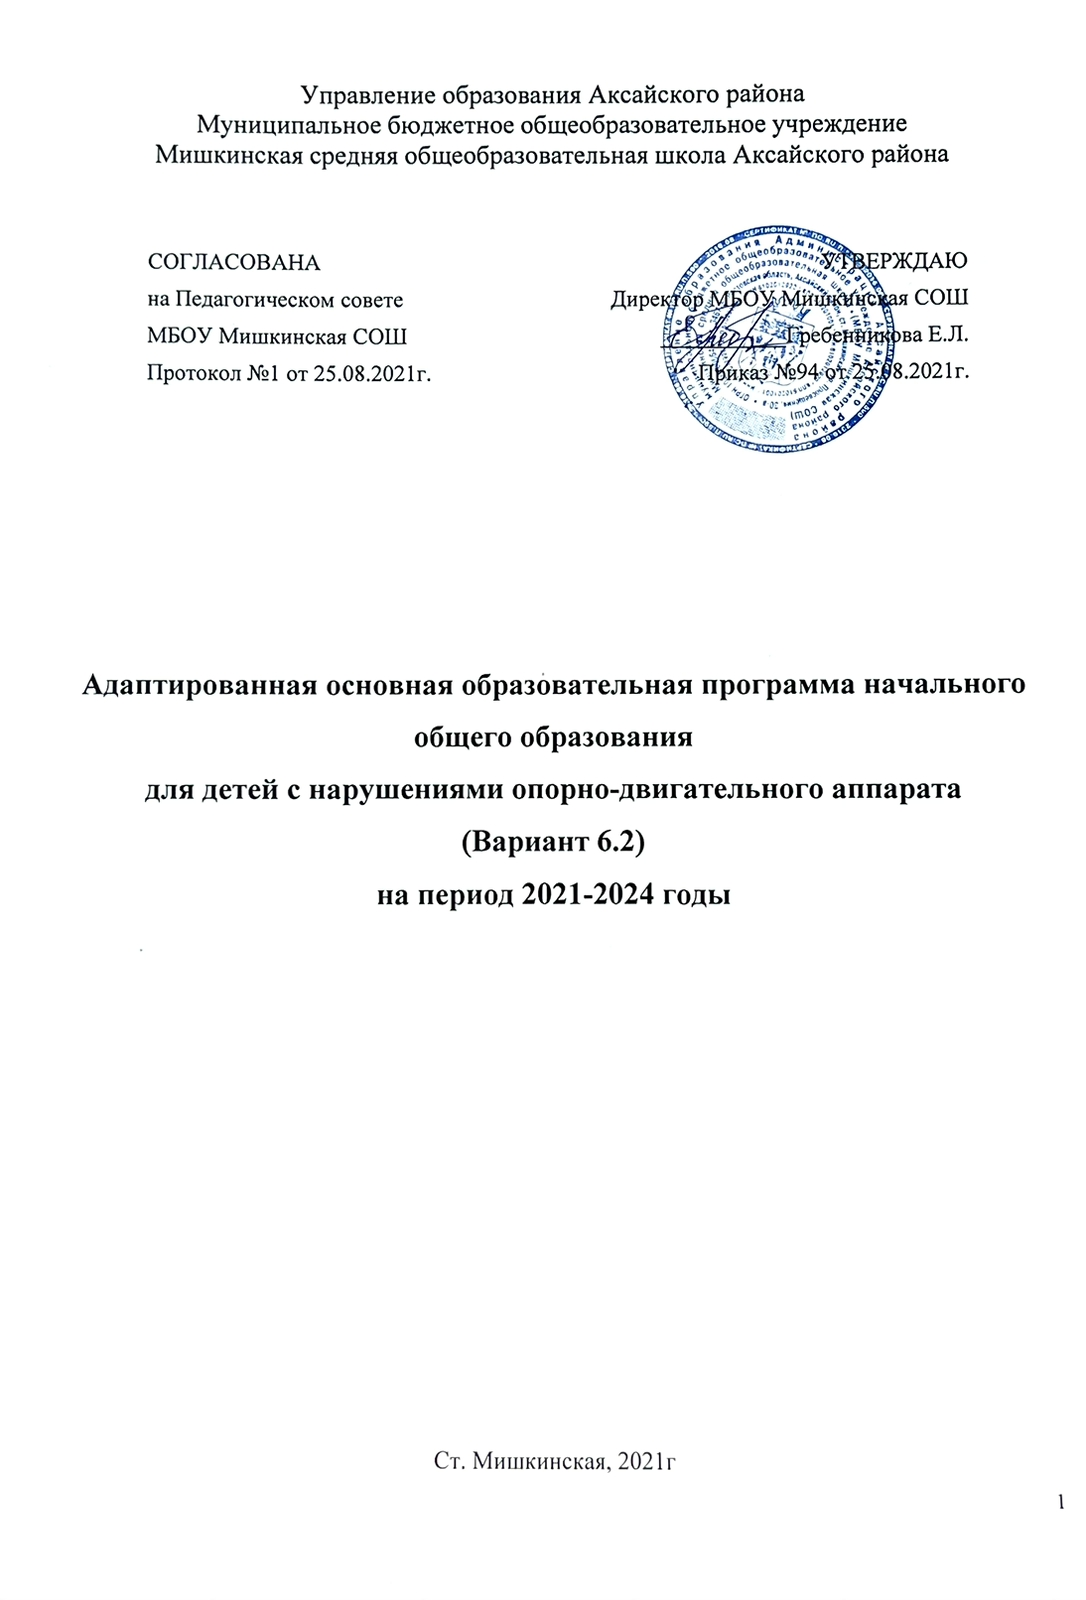 Управление образования Аксайского района
Муниципальное бюджетное общеобразовательное учреждение
Мишкинская средняя общеобразовательная школа Аксайского района
СОГЛАСОВАНА
на Педагогическом совете
МБОУ Мишкинская СОШ
Протокол №1 от 25.08.2021г.
УТВЕРЖДАЮ
Директор МБОУ Мишкинская СОШ
Гребенникова Е.Л.
Приказ №94 от 25.08.2021г.
Адаптированная основная образовательная программа начального
общего образования
для детей с нарушениями опорно-двигательного аппарата
(Вариант 6.2)
на период 2021-2024 годы
Ст. Мишкинская, 2021г
1